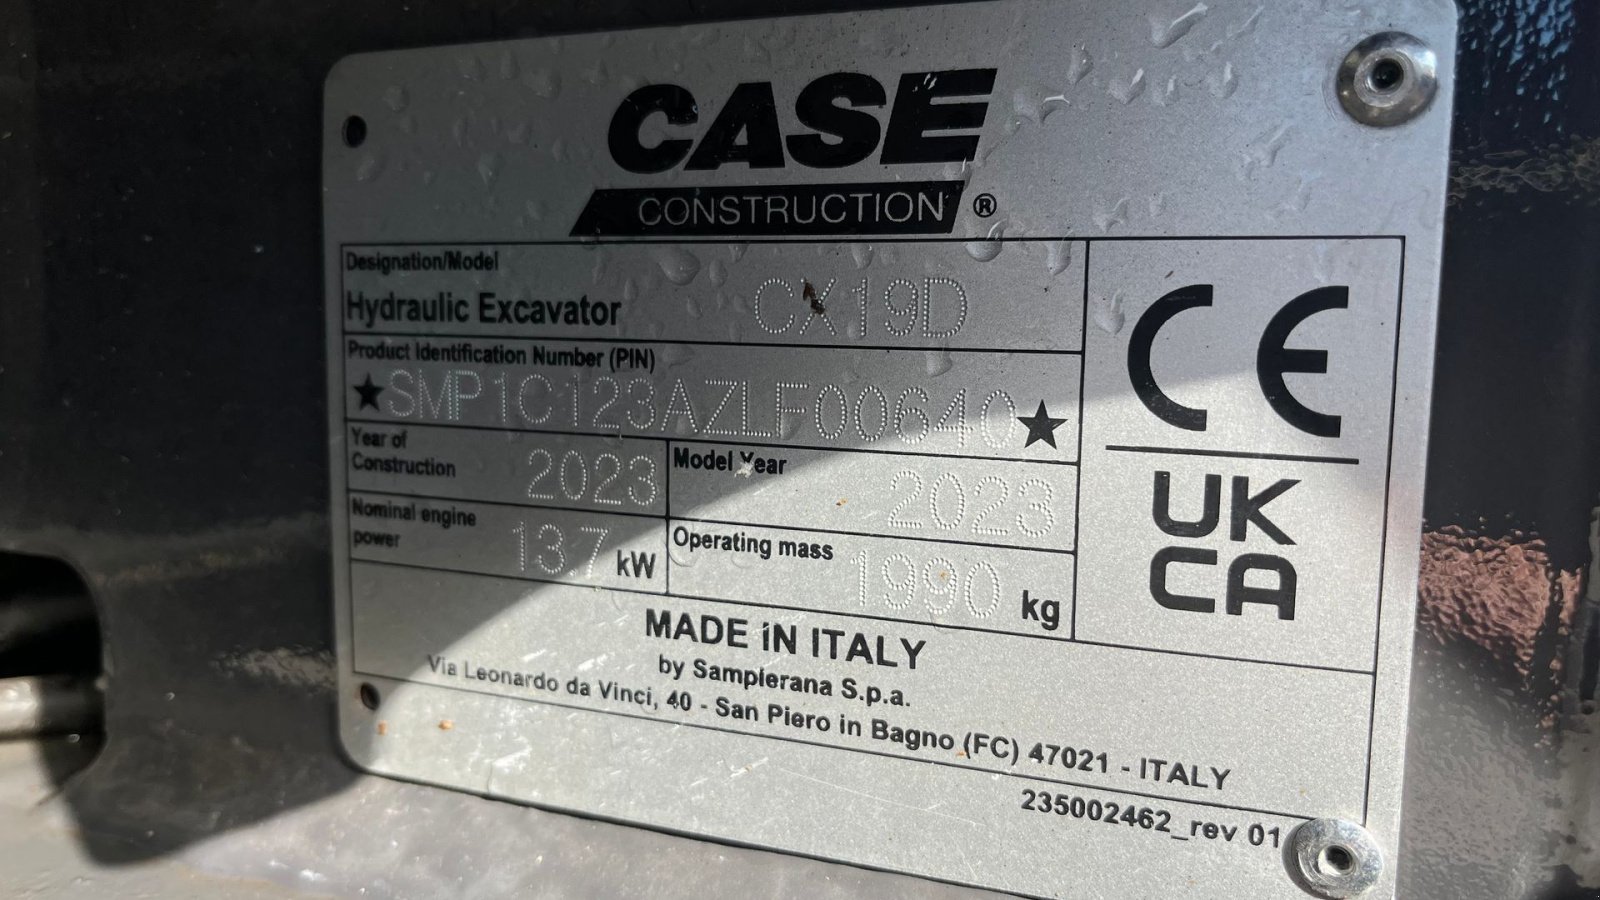 CASE
CONSTRUCTION ®
Designation/Model
Hydraulic Excavator CX19D
Product Identification Number (PIN)
★SMP1C123AZLF00640★
Year of Construction 2023
Model Year 2023
Nominal engine power 13.7 kW
Operating mass 1990 kg
CE
UK
CA
MADE IN ITALY
by Sampierana S.p.a.
Via Leonardo da Vinci, 40 - San Piero in Bagno (FC) 47021 - ITALY
235002462_rev 01